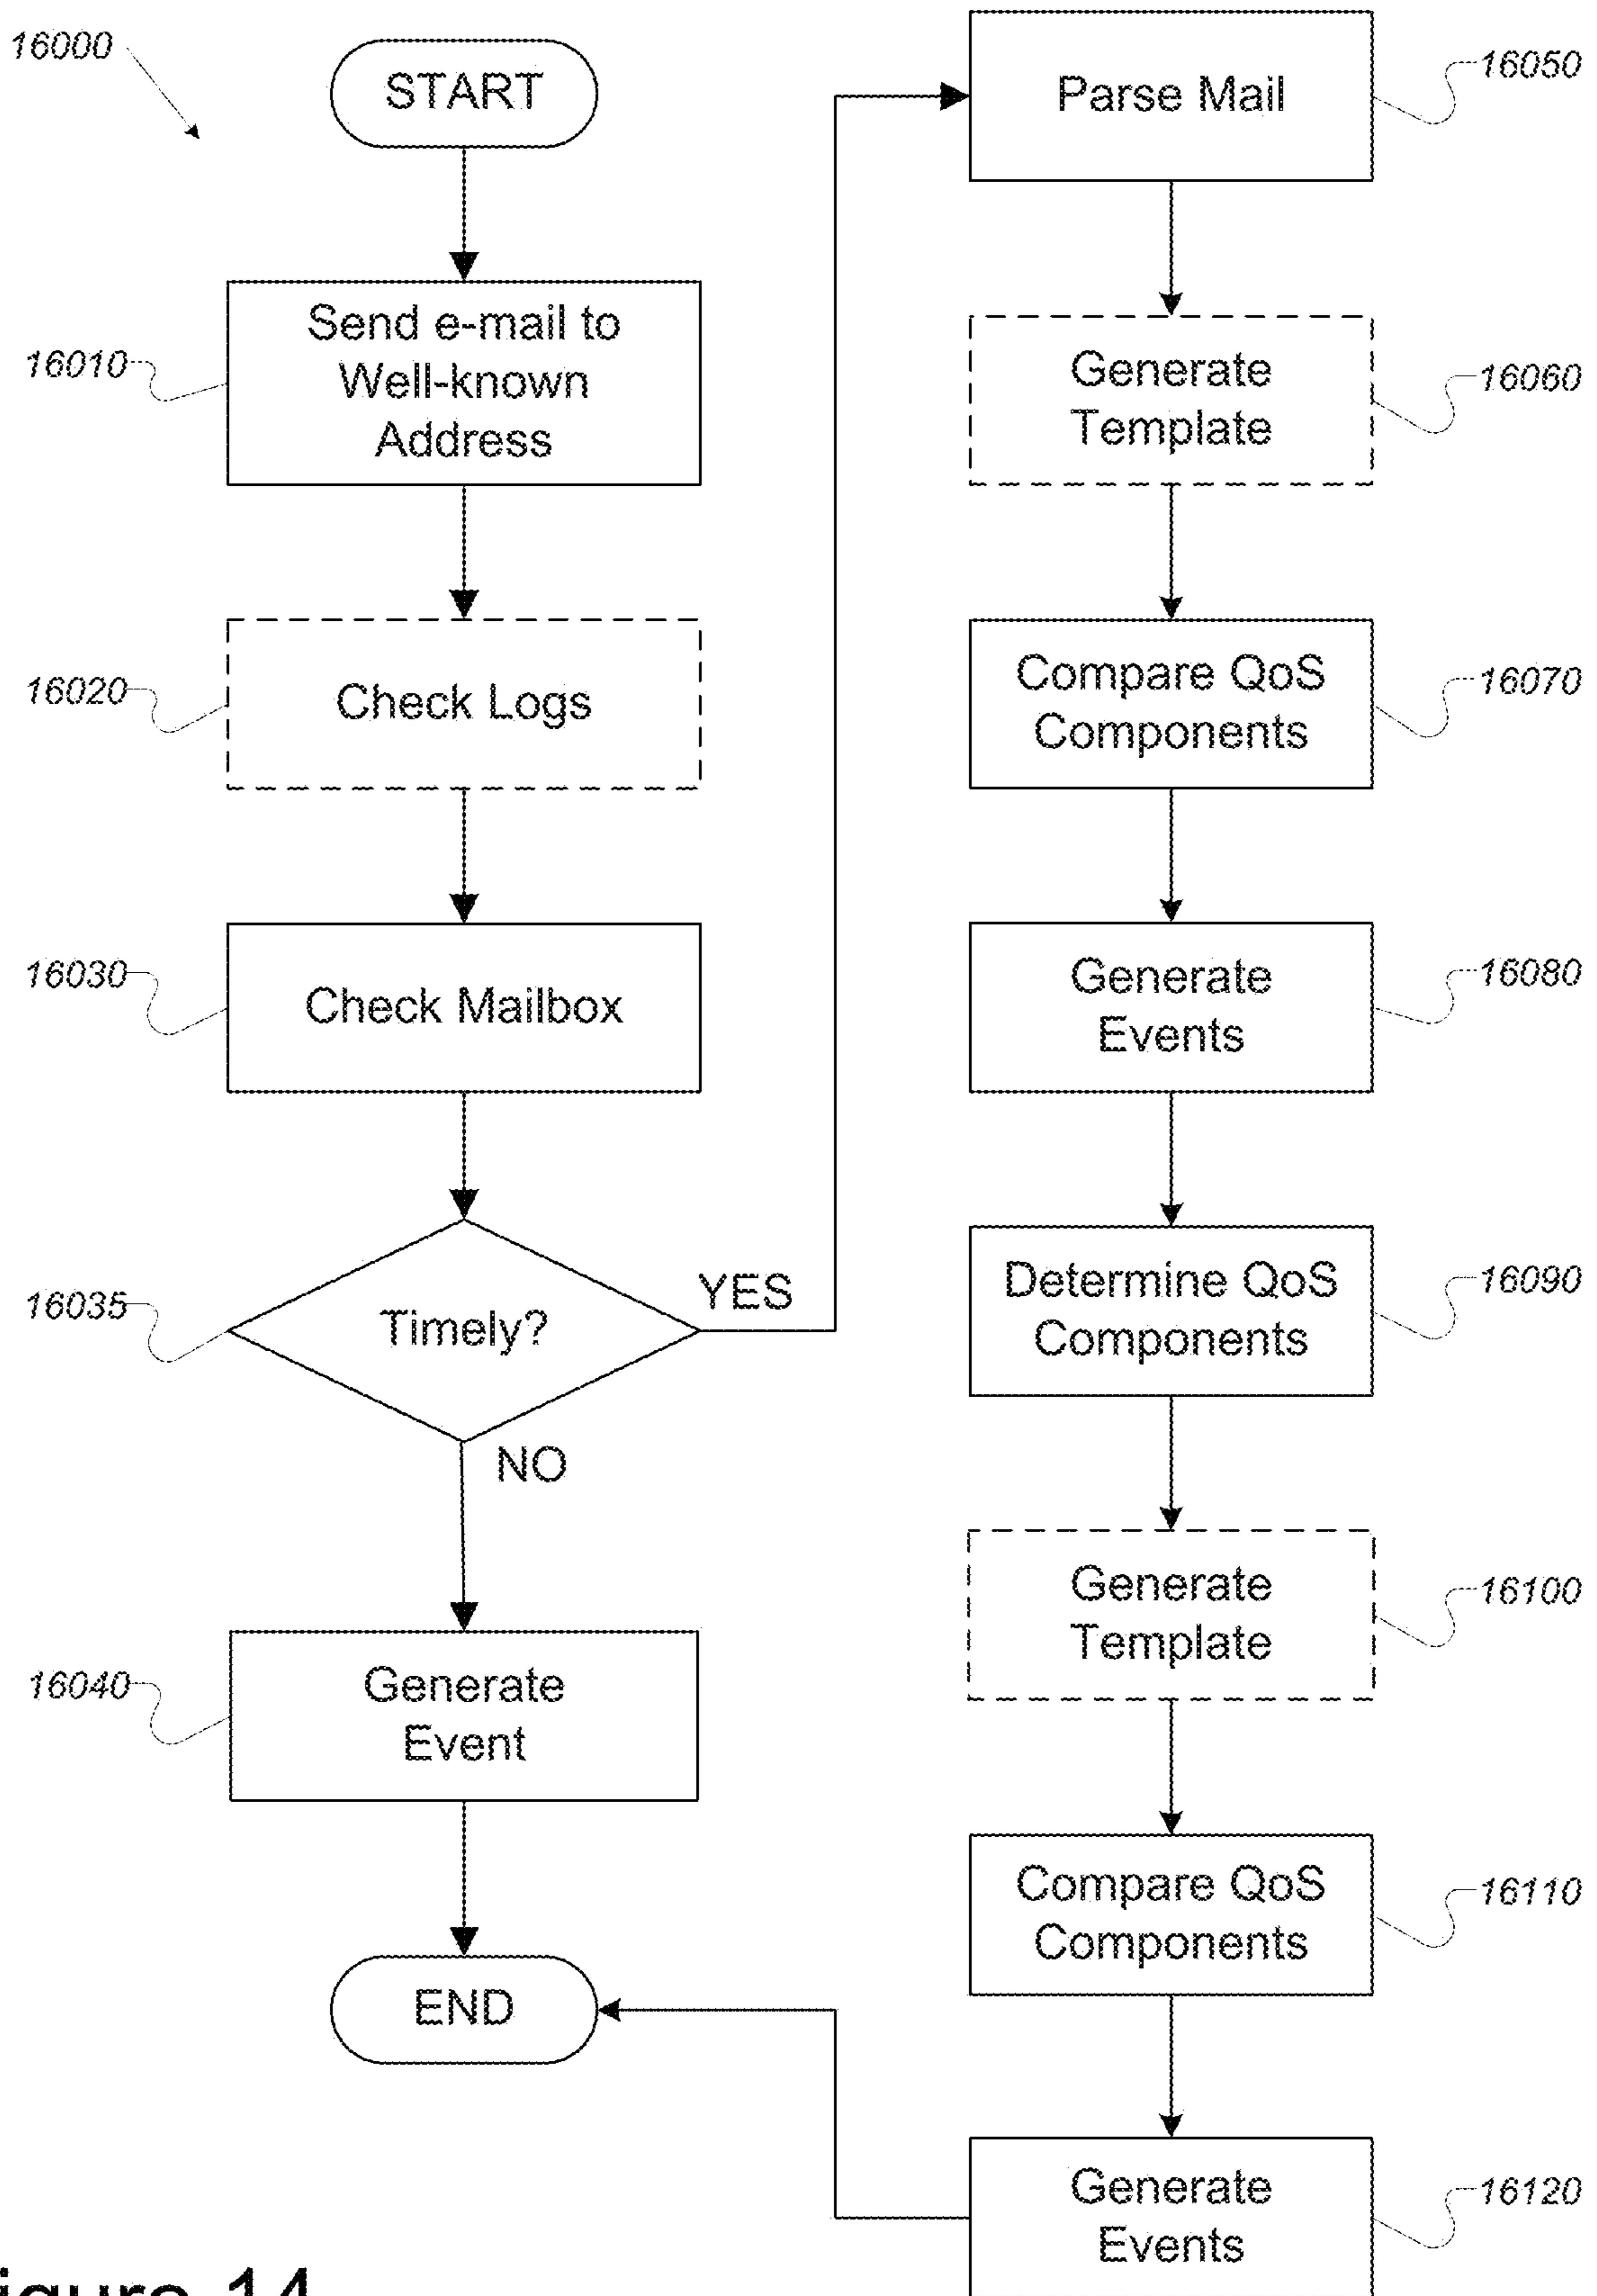 16000
START
16010
Send e-mail to
Well-known
Address
16020
Check Logs
16030
Check Mailbox
16035
Timely?
YES
NO
16040
Generate
Event
END
Parse Mail
16050
Generate
Template
16060
Compare QoS
Components
16070
Generate
Events
16080
Determine QoS
Components
16090
Generate
Template
16100
Compare QoS
Components
16110
Generate
Events
16120
igure 14